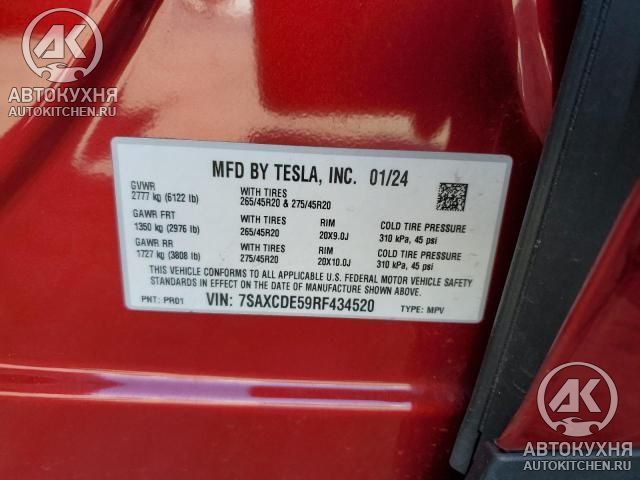 AK
АВТОКУХНЯ
AUTOKITCHEN.RU
MFD BY TESLA, INC. 01/24
GVWR
2777 kg (6122 lb)
WITH TIRES
265/45R20 & 275/45R20
GAWR FRT
1350 kg (2976 lb)
WITH TIRES
265/45R20
RIM
20X9.0J
COLD TIRE PRESSURE
310 kPa, 45 psi
GAWR RR
1727 kg (3808 lb)
WITH TIRES
275/45R20
RIM
20X10.0J
COLD TIRE PRESSURE
310 kPa, 45 psi
THIS VEHICLE CONFORMS TO ALL APPLICABLE U.S. FEDERAL MOTOR VEHICLE SAFETY
STANDARDS IN EFFECT ON THE DATE OF MANUFACTURE SHOWN ABOVE.
PNT: PR01 VIN: 7SAXCDE59RF434520 TYPE: MPV
AK
АВТОКУХНЯ
AUTOKITCHEN.RU